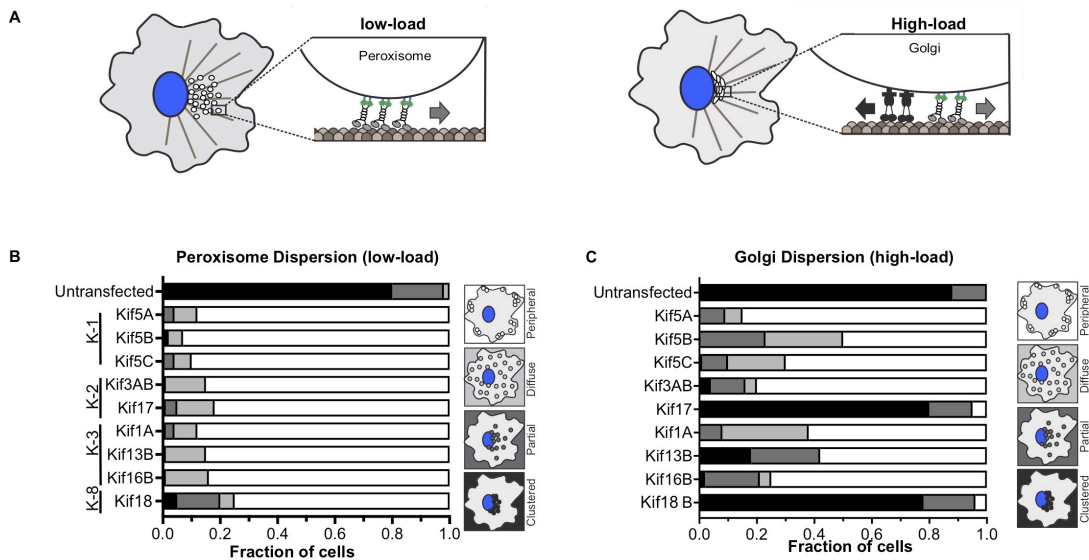 A
low-load
Peroxisome
High-load
Golgi
B
Peroxisome Dispersion (low-load)
Untransfected
K-1
Kif5A
Kif5B
Kif5C
K-2
Kif3AB
Kif17
K-3
Kif1A
Kif13B
Kif16B
K-8
Kif18
0.0 0.2 0.4 0.6 0.8 1.0
Fraction of cells
Peripheral
Diffuse
Partial
Clustered
C
Golgi Dispersion (high-load)
Untransfected
Kif5A
Kif5B
Kif5C
Kif3AB
Kif17
Kif1A
Kif13B
Kif16B
Kif18 B
0.0 0.2 0.4 0.6 0.8 1.0
Fraction of cells
Peripheral
Diffuse
Partial
Clustered